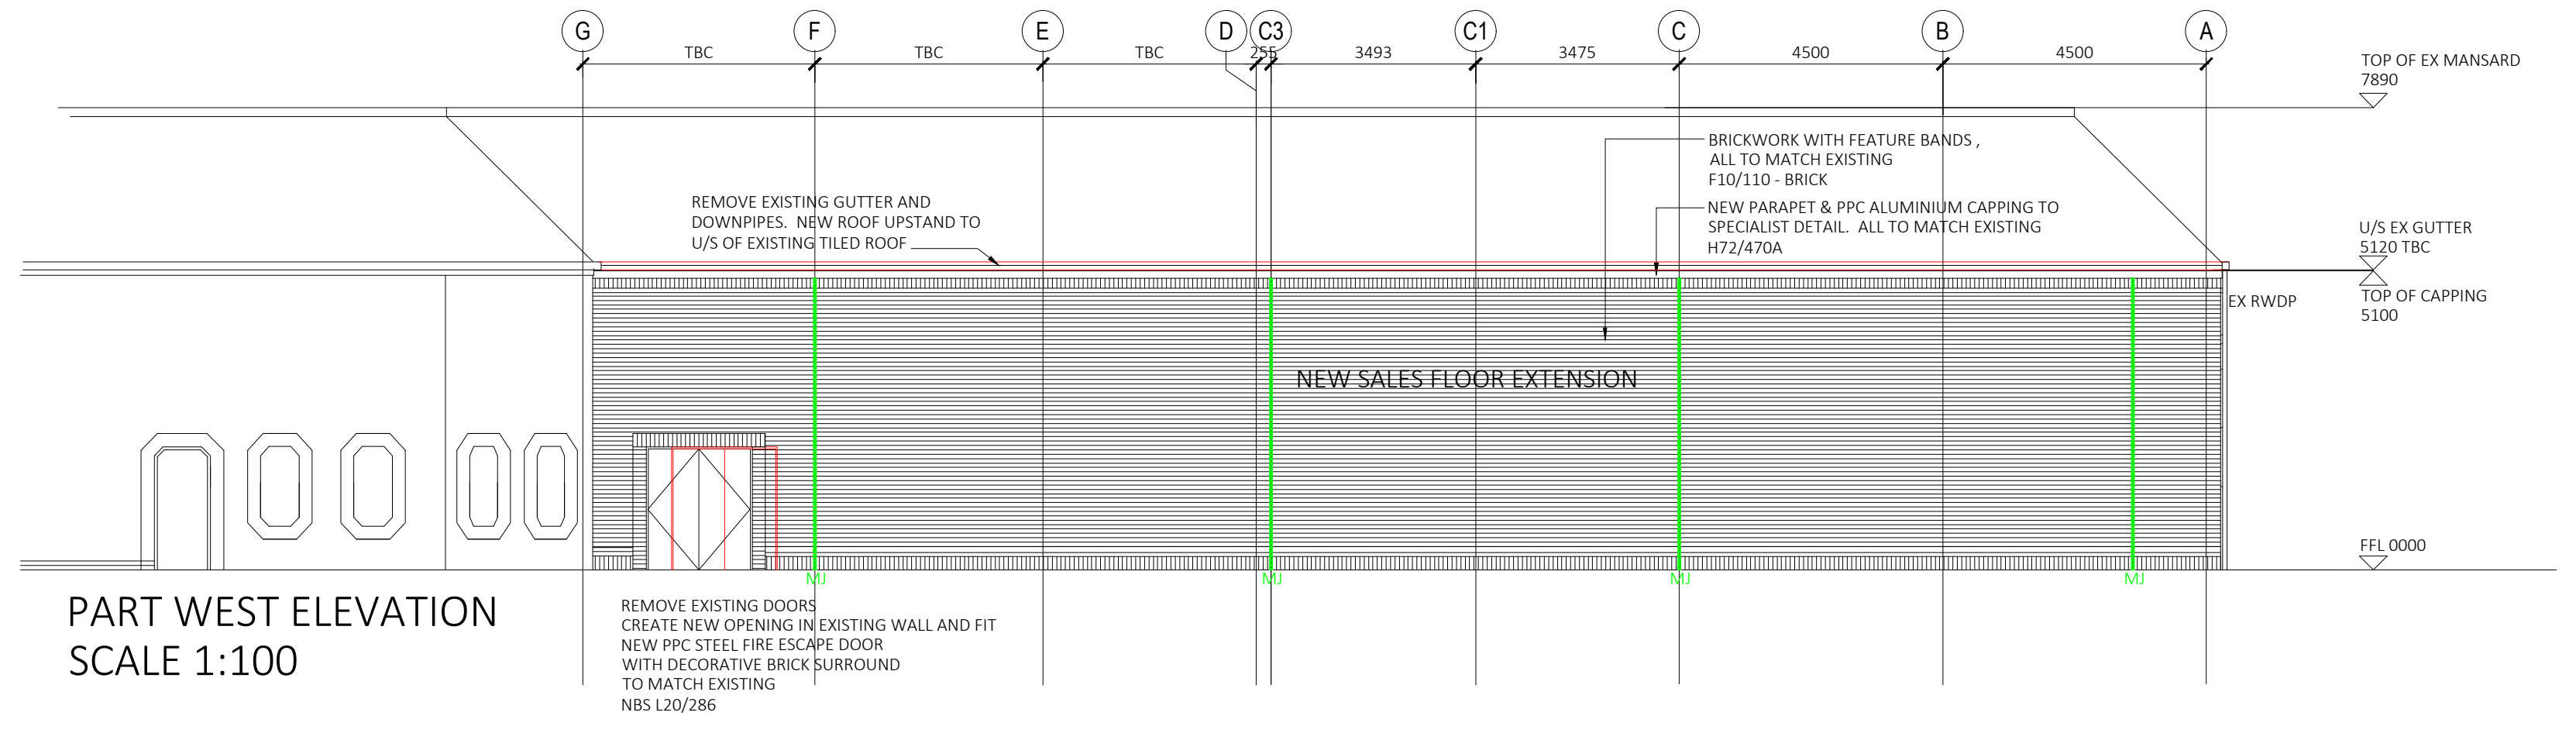 G F E D C3 C1 C B A
TBC TBC TBC 255 3493 3475 4500 4500
TOP OF EX MANSARD
7890
BRICKWORK WITH FEATURE BANDS ,
ALL TO MATCH EXISTING
F10/110 - BRICK
REMOVE EXISTING GUTTER AND
DOWNPIPES. NEW ROOF UPSTAND TO
U/S OF EXISTING TILED ROOF
NEW PARAPET & PPC ALUMINIUM CAPPING TO
SPECIALIST DETAIL. ALL TO MATCH EXISTING
H72/470A
U/S EX GUTTER
5120 TBC
EX RWDP
TOP OF CAPPING
5100
NEW SALES FLOOR EXTENSION
FFL 0000
MJ MJ MJ MJ
PART WEST ELEVATION
SCALE 1:100
REMOVE EXISTING DOORS
CREATE NEW OPENING IN EXISTING WALL AND FIT
NEW PPC STEEL FIRE ESCAPE DOOR
WITH DECORATIVE BRICK SURROUND
TO MATCH EXISTING
NBS L20/286